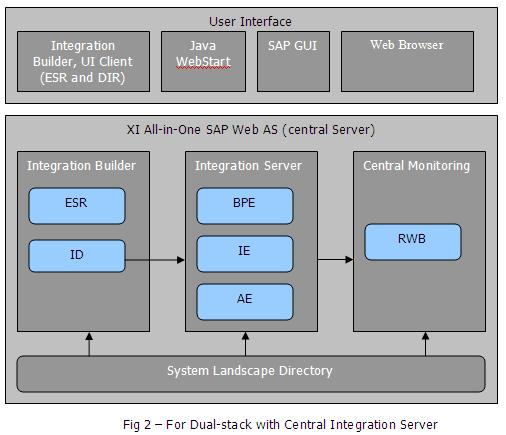 User Interface
Integration
Builder, UI Client
(ESR and DIR)
Java
WebStart
SAP GUI
Web Browser
XI All-in-One SAP Web AS (central Server)
Integration Builder
ESR
ID
Integration Server
BPE
IE
AE
Central Monitoring
RWB
System Landscape Directory
Fig 2 – For Dual-stack with Central Integration Server